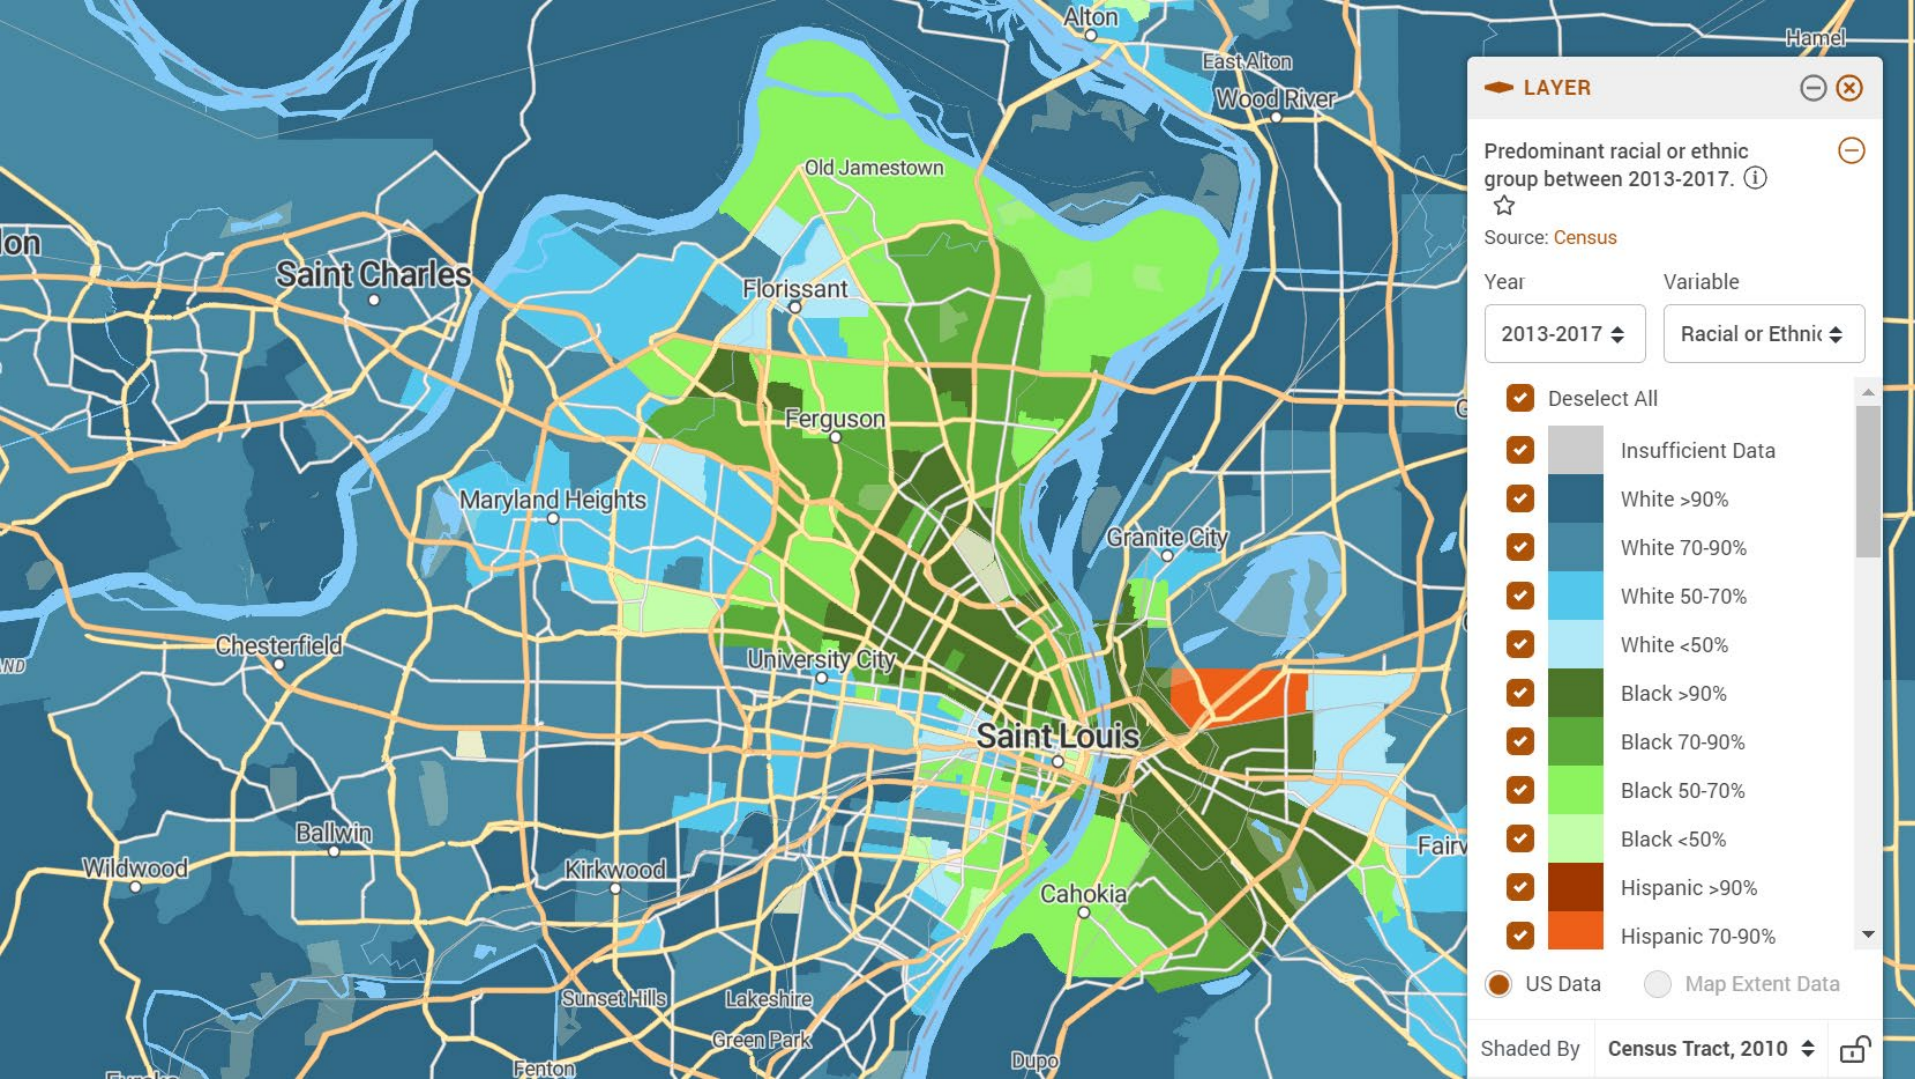 Alton
Hamel
East Alton
Wood River
Old Jamestown
lon
Saint Charles
Florissant
Ferguson
Maryland Heights
Granite City
Chesterfield
ND
University City
Saint Louis
Ballwin
Wildwood
Kirkwood
Fairv
Cahokia
Sunset Hills
Lakeshire
Green Park
Dupo
Fenton
LAYER
Predominant racial or ethnic
group between 2013-2017.
Source: Census
Year Variable
2013-2017 Racial or Ethnic
Deselect All
Insufficient Data
White >90%
White 70-90%
White 50-70%
White <50%
Black >90%
Black 70-90%
Black 50-70%
Black <50%
Hispanic >90%
Hispanic 70-90%
US Data Map Extent Data
Shaded By Census Tract, 2010